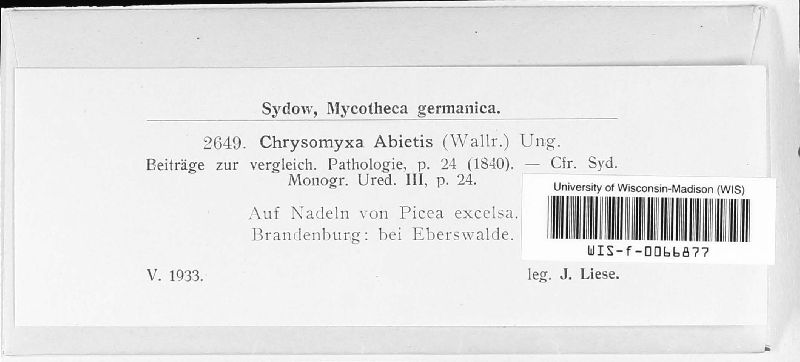 Sydow, Mycotheca germanica.
2649. Chrysomyxa Abietis (Wallr.) Ung.
Beiträge zur vergleich. Pathologie, p. 24 (1840). — Cfr. Syd.
Monogr. Ured. III, p. 24.
Auf Nadeln von Picea excelsa.
Brandenburg: bei Eberswalde.
V. 1933.
leg. J. Liese.
University of Wisconsin-Madison (WIS)
WIS-f-0066877